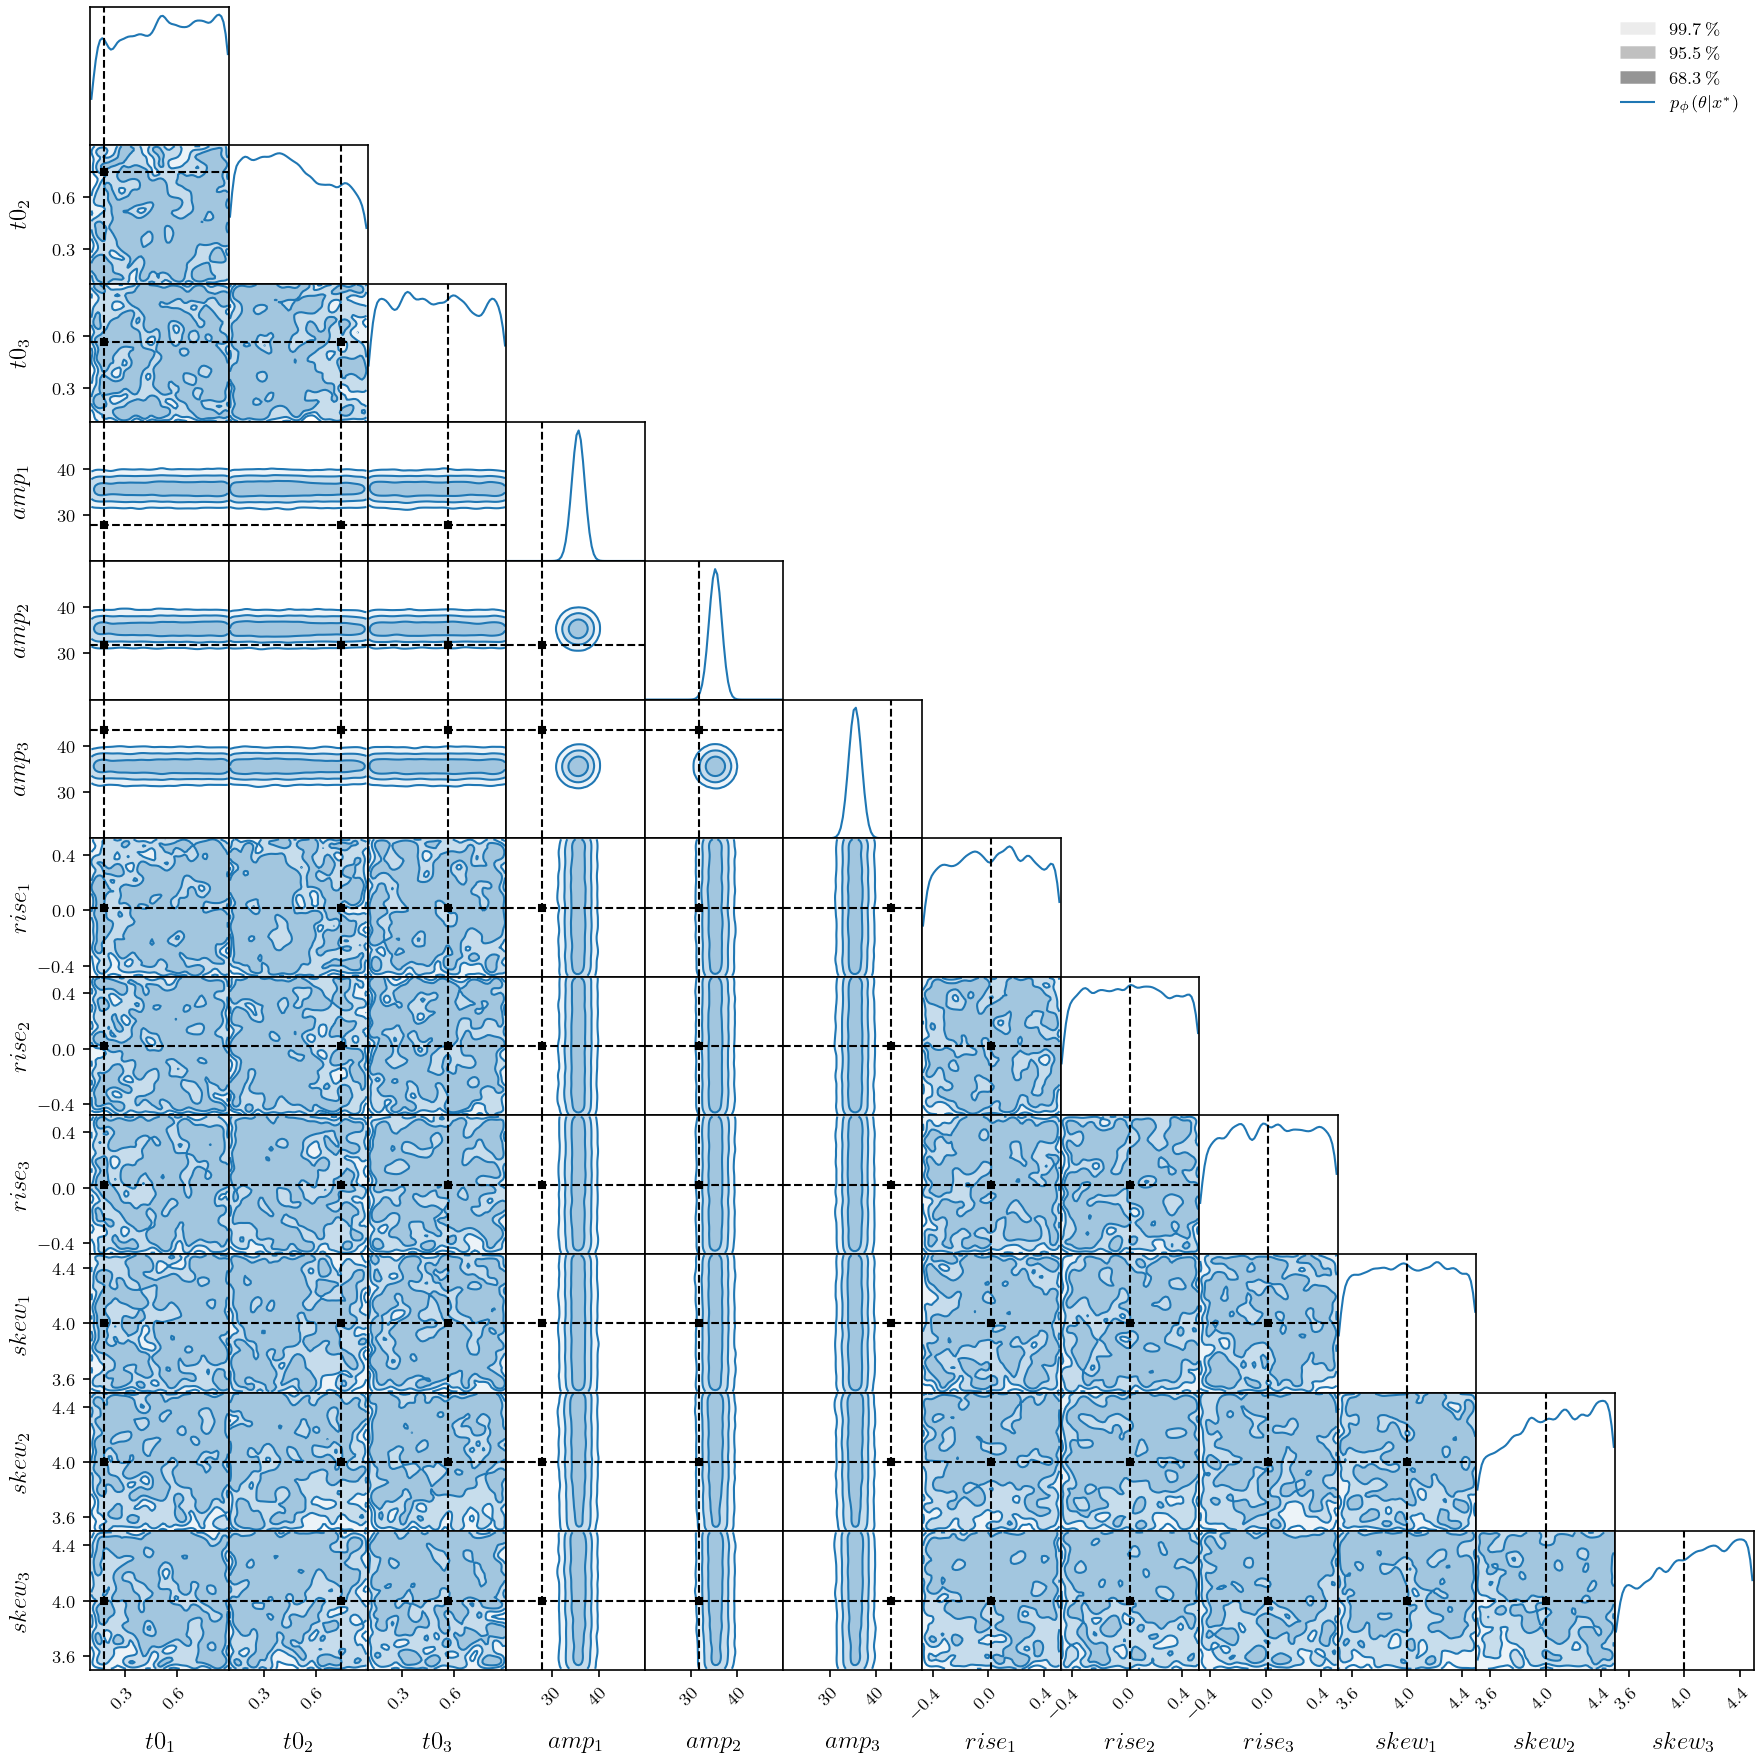 99.7 %
95.5 %
68.3 %
p_ϕ(θ|x*)
t0₂
0.6
0.3
t0₃
0.6
0.3
amp₁
40
30
amp₂
40
30
amp₃
40
30
rise₁
0.4
0.0
−0.4
rise₂
0.4
0.0
−0.4
rise₃
0.4
0.0
−0.4
skew₁
4.4
4.0
3.6
skew₂
4.4
4.0
3.6
skew₃
4.4
4.0
3.6
0.3 0.6 0.3 0.6 0.3 0.6 30 40 30 40 30 40 −0.4 0.0 0.4 −0.4 0.0 0.4 −0.4 0.0 0.4 3.6 4.0 4.4 3.6 4.0 4.4 3.6 4.0 4.4
t0₁ t0₂ t0₃ amp₁ amp₂ amp₃ rise₁ rise₂ rise₃ skew₁ skew₂ skew₃